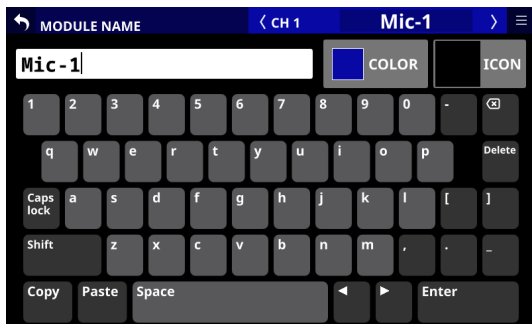 MODULE NAME CH 1 Mic-1
Mic-1 COLOR ICON
1 2 3 4 5 6 7 8 9 0 -
q w e r t y u i o p Delete
Caps lock a s d f g h j k l [ ]
Shift z x c v b n m , . _
Copy Paste Space Enter